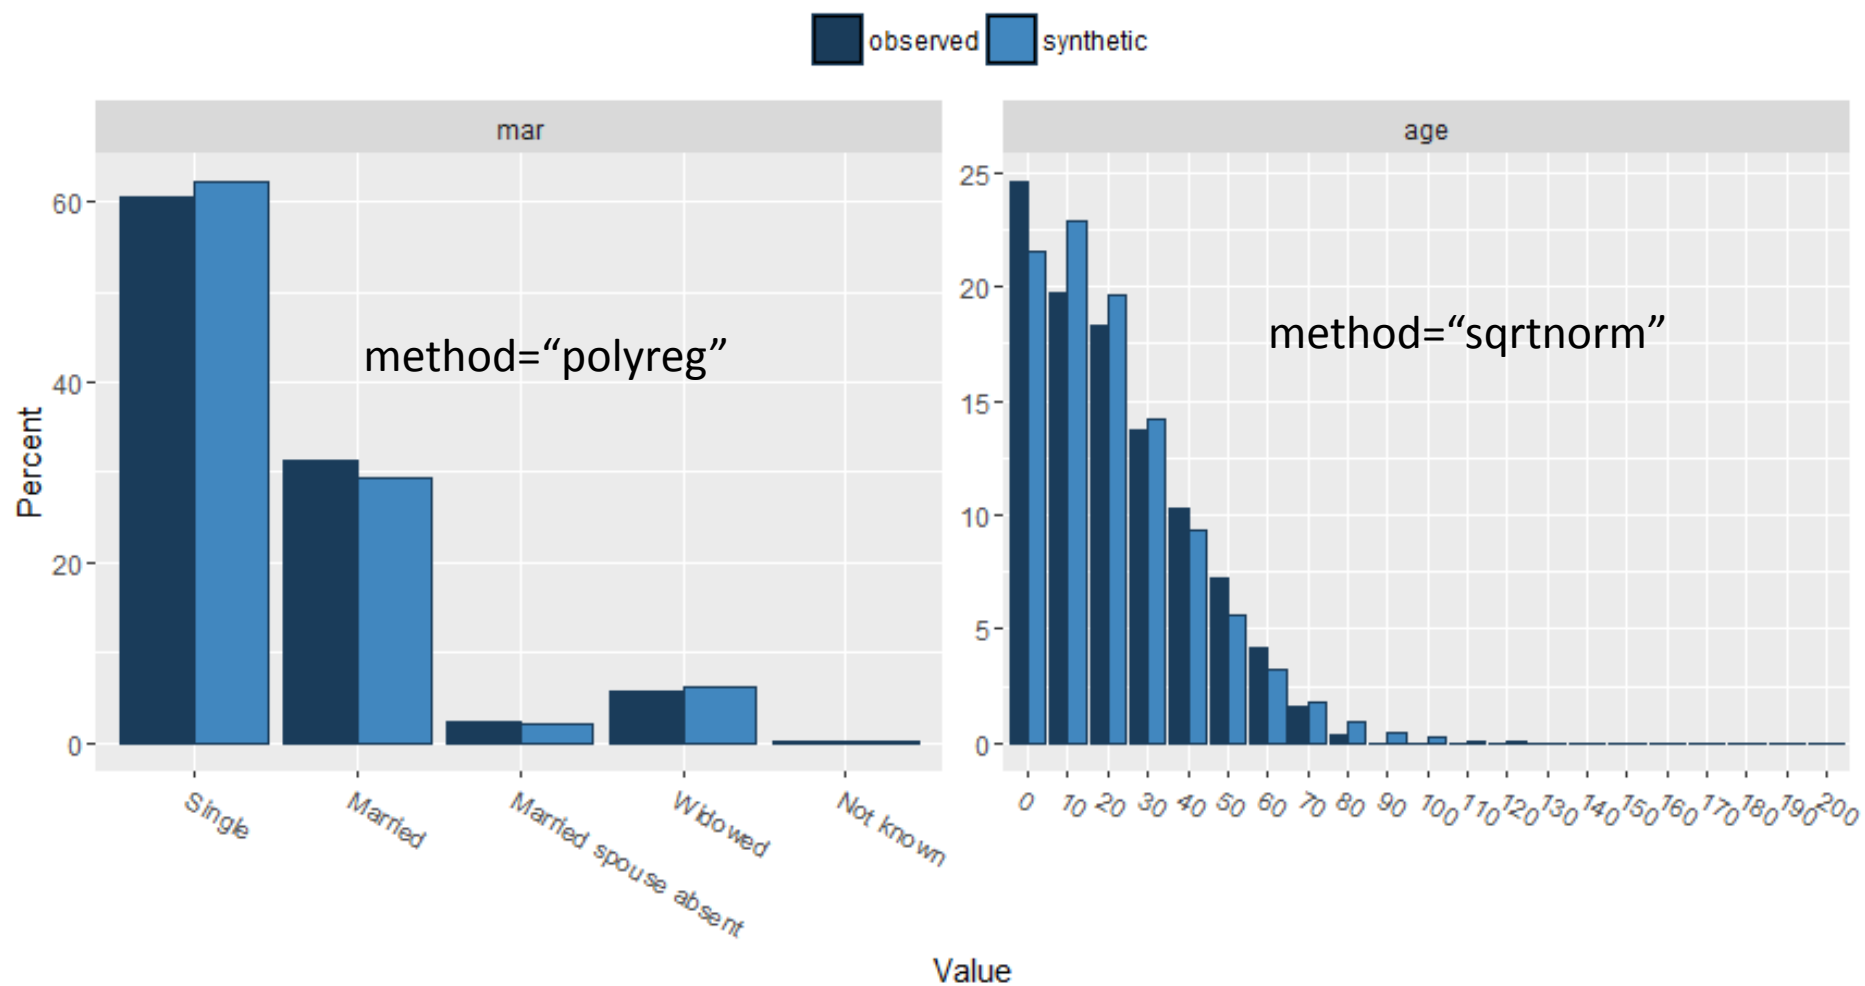 observed synthetic
mar
age
method="polyreg"
method="sqrtnorm"
Percent
60
40
20
0
25
20
15
10
5
0
Single
Married
Married spouse absent
Widowed
Not known
0 10 20 30 40 50 60 70 80 90 100 110 120 130 140 150 160 170 180 190 200
Value